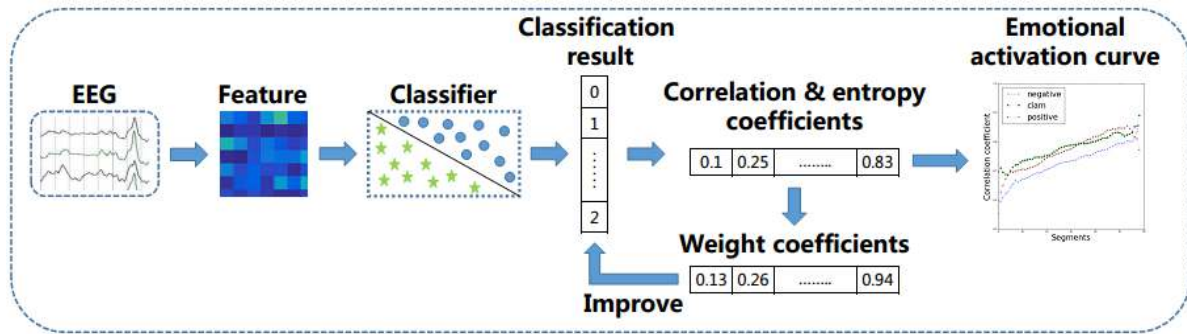 Classification
result
Emotional
activation curve
EEG
Feature
Classifier
0
1
2
Correlation & entropy
coefficients
0.1 0.25 ........ 0.83
Weight coefficients
0.13 0.26 ........ 0.94
Improve
negative
clam
positive
Correlation coefficient
Segments